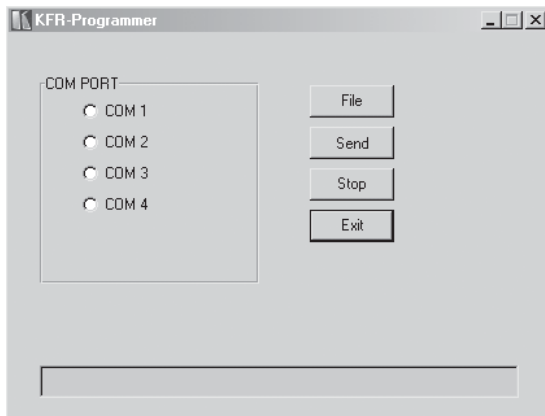 KFR-Programmer
COM PORT
COM 1
COM 2
COM 3
COM 4
File
Send
Stop
Exit